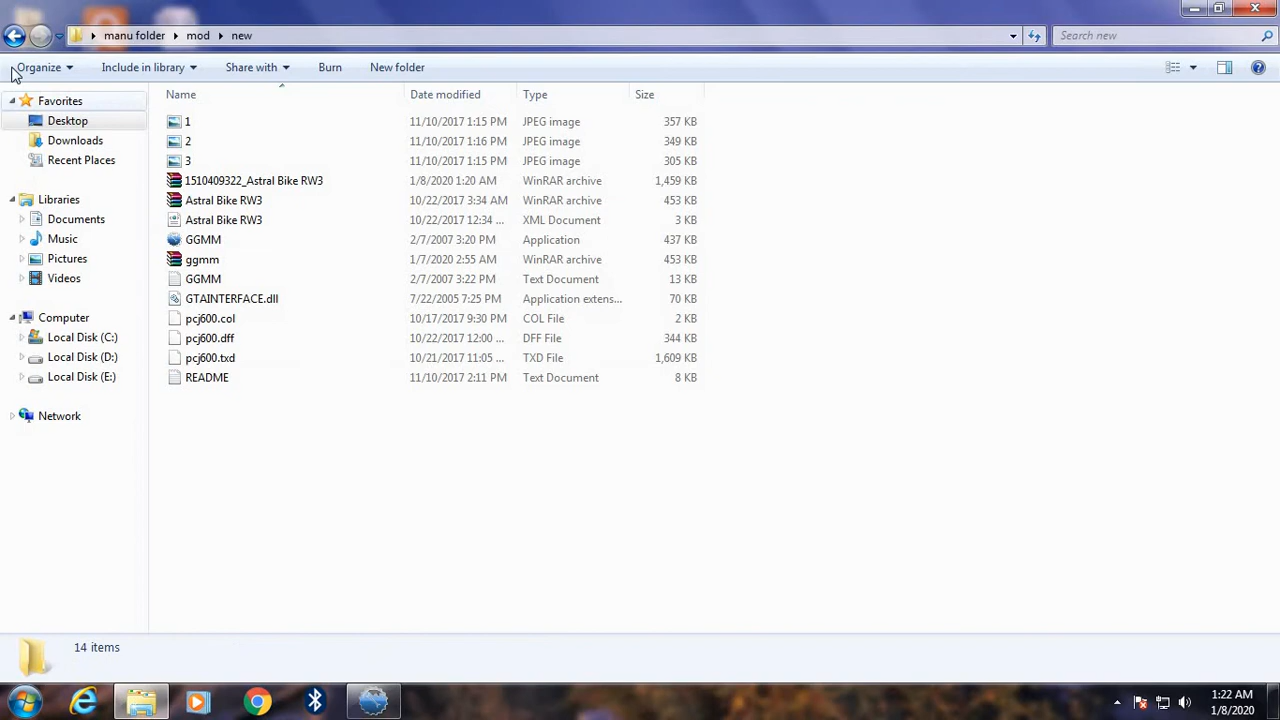 manu folder mod new
Search new
Organize Include in library Share with Burn New folder
Favorites
Desktop
Downloads
Recent Places
Libraries
Documents
Music
Pictures
Videos
Computer
Local Disk (C:)
Local Disk (D:)
Local Disk (E:)
Network
Name Date modified Type Size
1 11/10/2017 1:15 PM JPEG image 357 KB
2 11/10/2017 1:16 PM JPEG image 349 KB
3 11/10/2017 1:15 PM JPEG image 305 KB
1510409322_Astral Bike RW3 1/8/2020 1:20 AM WinRAR archive 1,459 KB
Astral Bike RW3 10/22/2017 3:34 AM WinRAR archive 453 KB
Astral Bike RW3 10/22/2017 12:34 ... XML Document 3 KB
GGMM 2/7/2007 3:20 PM Application 437 KB
ggmm 1/7/2020 2:55 AM WinRAR archive 453 KB
GGMM 2/7/2007 3:22 PM Text Document 13 KB
GTAINTERFACE.dll 7/22/2005 7:25 PM Application extens... 70 KB
pcj600.col 10/17/2017 9:30 PM COL File 2 KB
pcj600.dff 10/22/2017 12:00 ... DFF File 344 KB
pcj600.txd 10/21/2017 11:05 ... TXD File 1,609 KB
README 11/10/2017 2:11 PM Text Document 8 KB
14 items
1:22 AM
1/8/2020